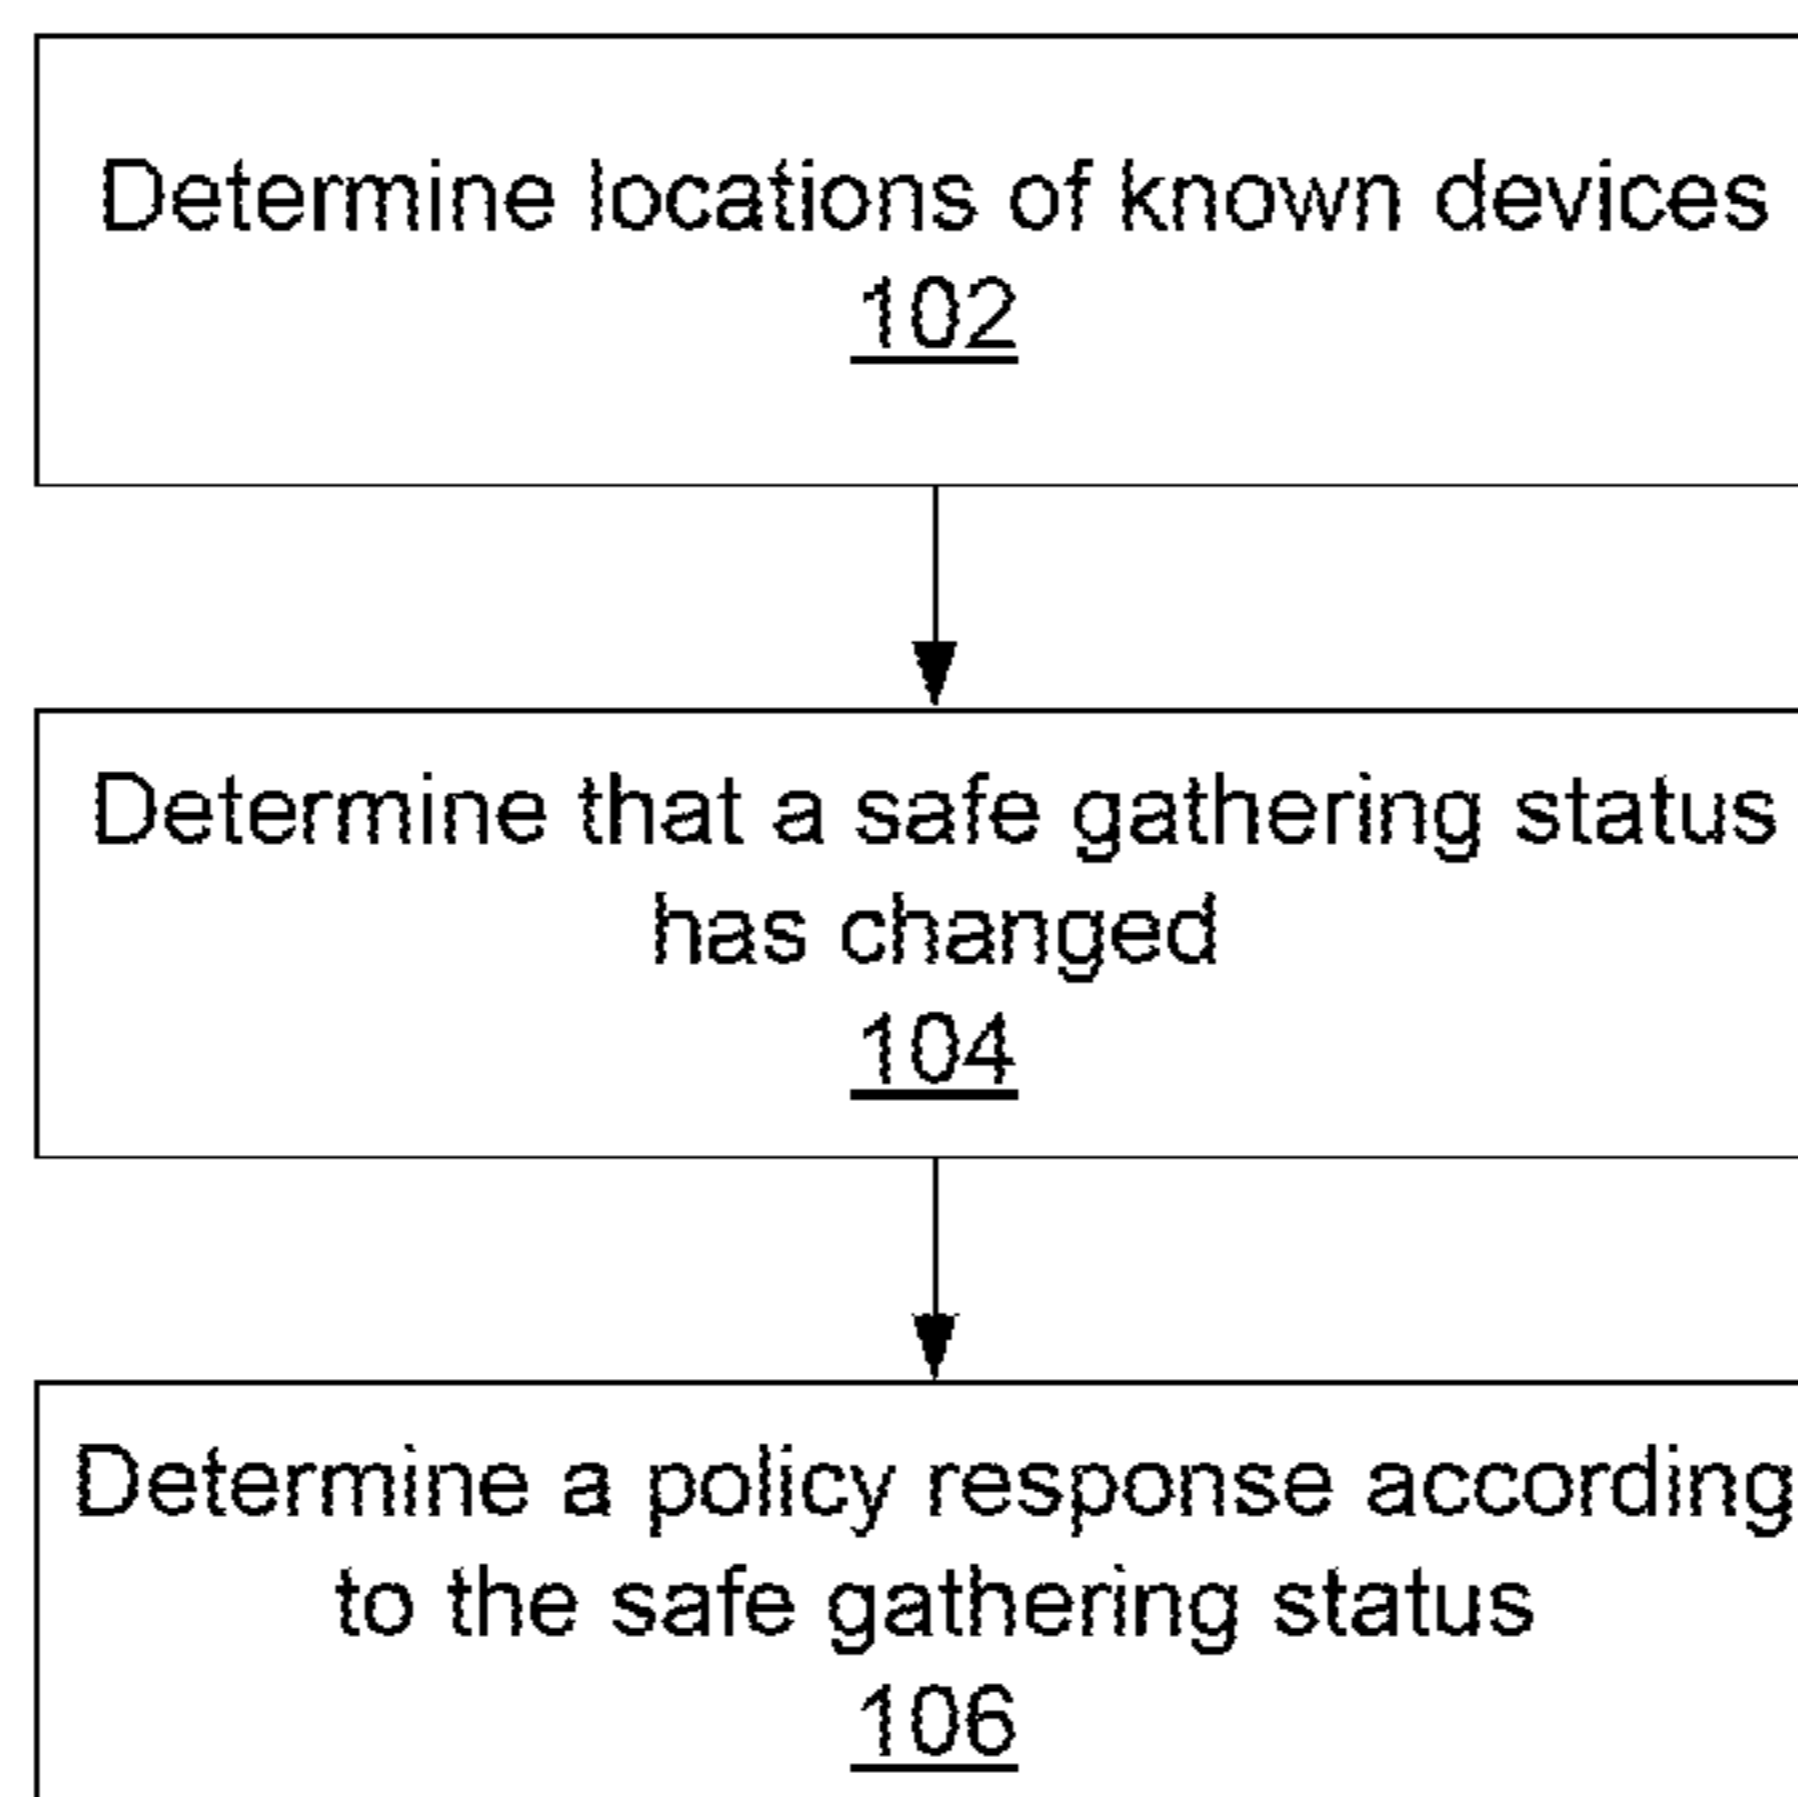 Determine locations of known devices
102
Determine that a safe gathering status
has changed
104
Determine a policy response according
to the safe gathering status
106